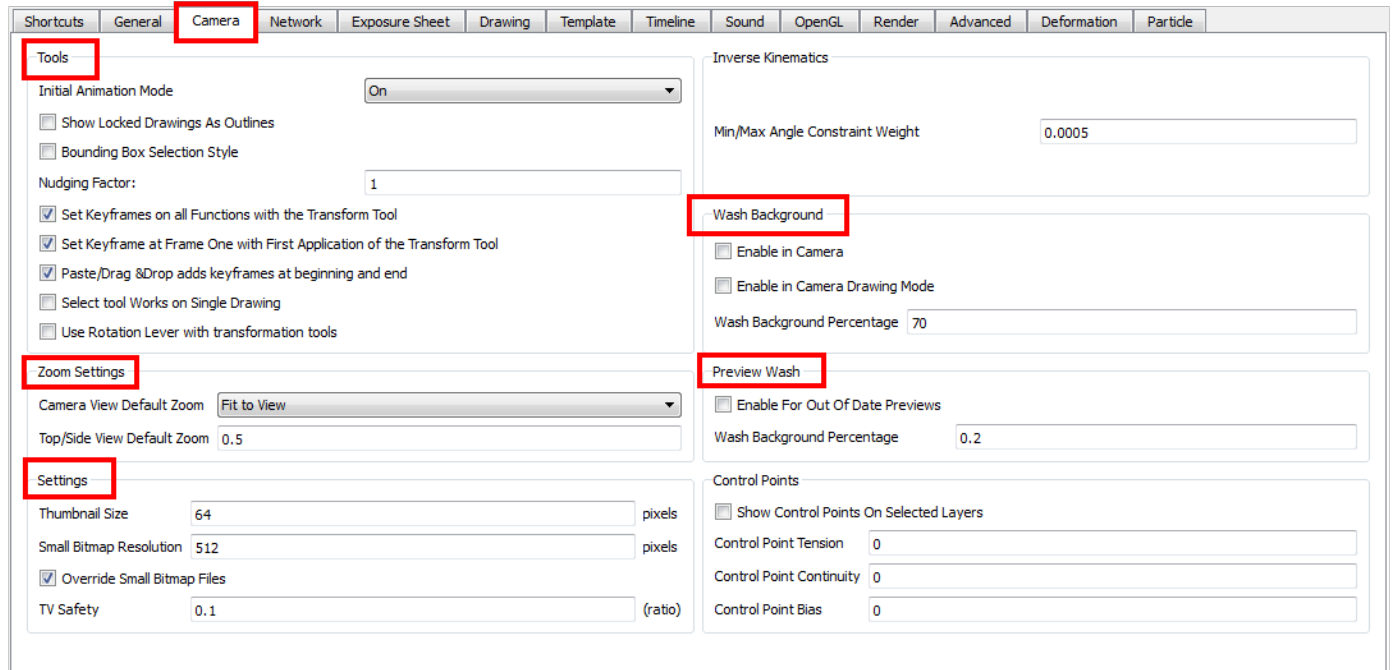 Shortcuts General Camera Network Exposure Sheet Drawing Template Timeline Sound OpenGL Render Advanced Deformation Particle
Tools
Initial Animation Mode On
Show Locked Drawings As Outlines
Bounding Box Selection Style
Nudging Factor: 1
Set Keyframes on all Functions with the Transform Tool
Set Keyframe at Frame One with First Application of the Transform Tool
Paste/Drag &Drop adds keyframes at beginning and end
Select tool Works on Single Drawing
Use Rotation Lever with transformation tools
Zoom Settings
Camera View Default Zoom Fit to View
Top/Side View Default Zoom 0.5
Settings
Thumbnail Size 64 pixels
Small Bitmap Resolution 512 pixels
Override Small Bitmap Files
TV Safety 0.1 (ratio)
Inverse Kinematics
Min/Max Angle Constraint Weight 0.0005
Wash Background
Enable in Camera
Enable in Camera Drawing Mode
Wash Background Percentage 70
Preview Wash
Enable For Out Of Date Previews
Wash Background Percentage 0.2
Control Points
Show Control Points On Selected Layers
Control Point Tension 0
Control Point Continuity 0
Control Point Bias 0